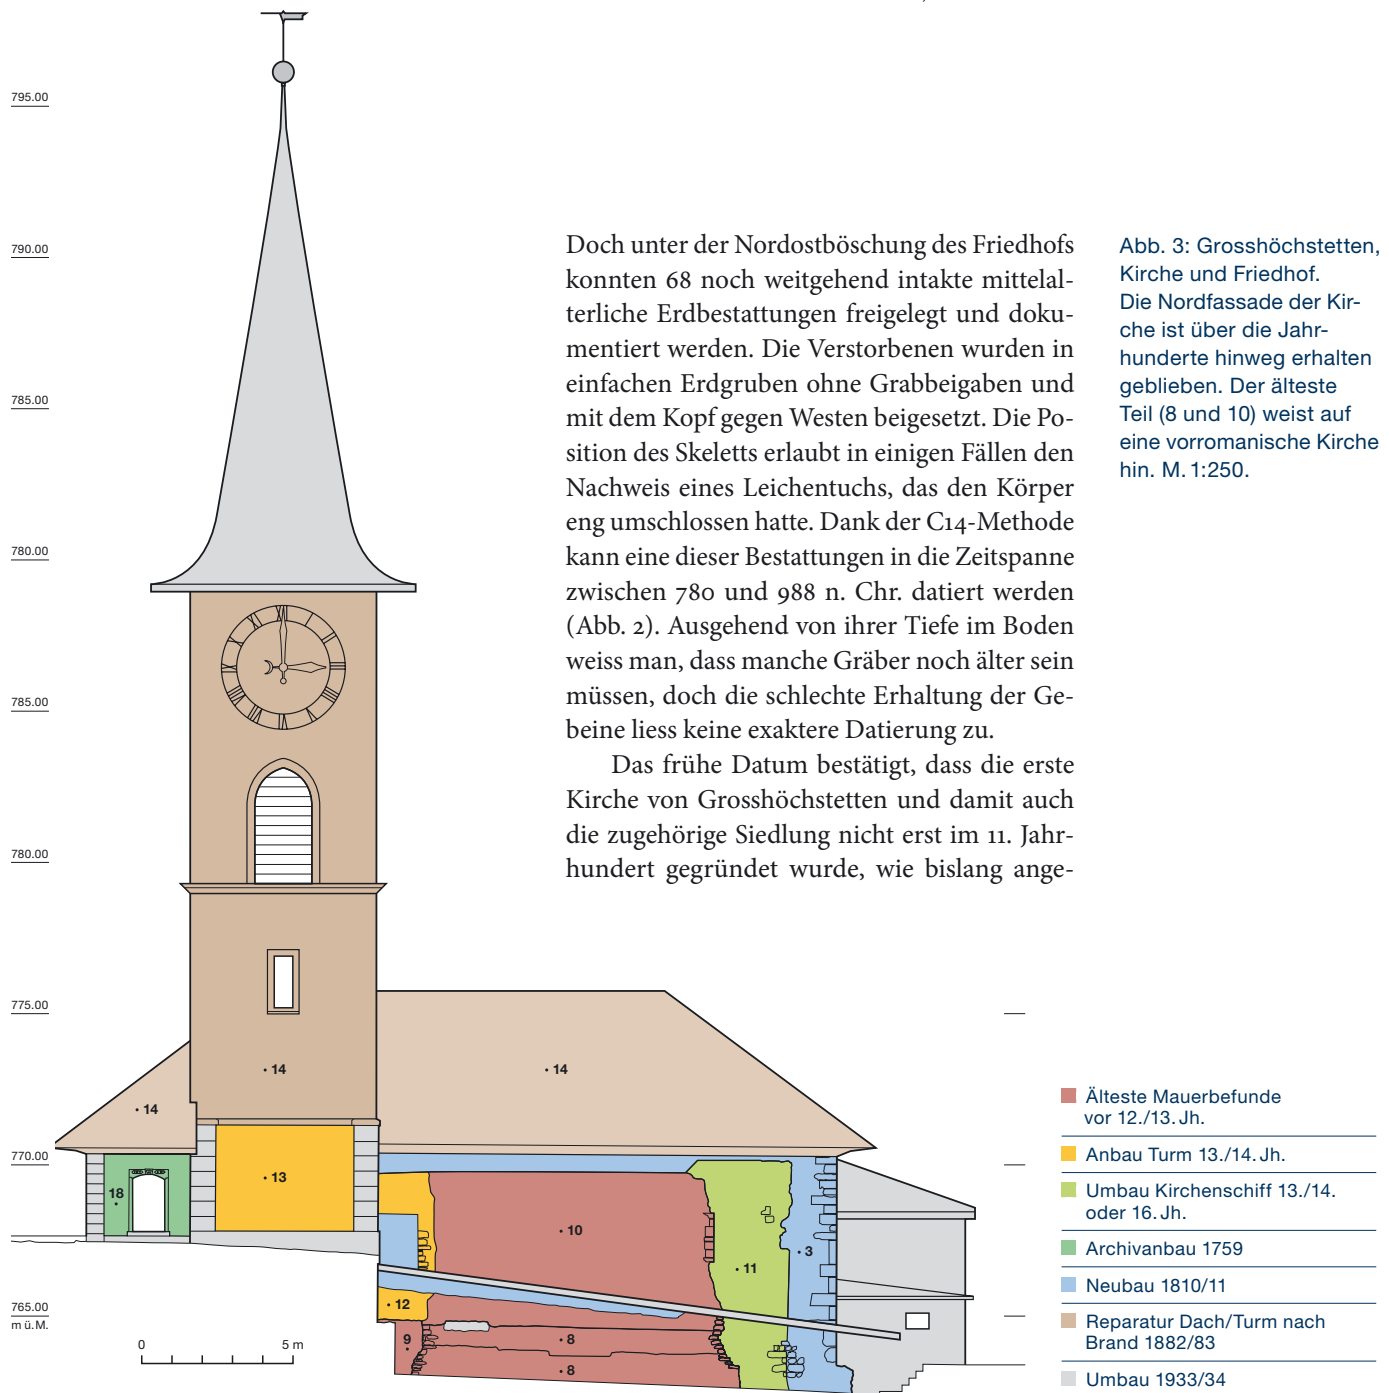 795.00
790.00
785.00
780.00
785.00
780.00
775.00
770.00
765.00
m ü. M.
0
5 m
14
14
14
13
18
10
11
3
12
9
8
8
Doch unter der Nordostböschung des Friedhofs
konnten 68 noch weitgehend intakte mittelal-
terliche Erdbestattungen freigelegt und doku-
mentiert werden. Die Verstorbenen wurden in
einfachen Erdgruben ohne Grabbeigaben und
mit dem Kopf gegen Westen beigesetzt. Die Po-
sition des Skeletts erlaubt in einigen Fällen den
Nachweis eines Leichentuchs, das den Körper
eng umschlossen hatte. Dank der C14-Methode
kann eine dieser Bestattungen in die Zeitspanne
zwischen 780 und 988 n. Chr. datiert werden
(Abb. 2). Ausgehend von ihrer Tiefe im Boden
weiss man, dass manche Gräber noch älter sein
müssen, doch die schlechte Erhaltung der Ge-
beine liess keine exaktere Datierung zu.
Das frühe Datum bestätigt, dass die erste
Kirche von Grosshöchstetten und damit auch
die zugehörige Siedlung nicht erst im 11. Jahr-
hundert gegründet wurde, wie bislang ange-
Abb. 3: Grosshöchstetten,
Kirche und Friedhof.
Die Nordfassade der Kir-
che ist über die Jahr-
hunderte hinweg erhalten
geblieben. Der älteste
Teil (8 und 10) weist auf
eine vorromanische Kirche
hin. M. 1:250.
Älteste Mauerbefunde
vor 12./13. Jh.
Anbau Turm 13./14. Jh.
Umbau Kirchenschiff 13./14.
oder 16. Jh.
Archivanbau 1759
Neubau 1810/11
Reparatur Dach/Turm nach
Brand 1882/83
Umbau 1933/34